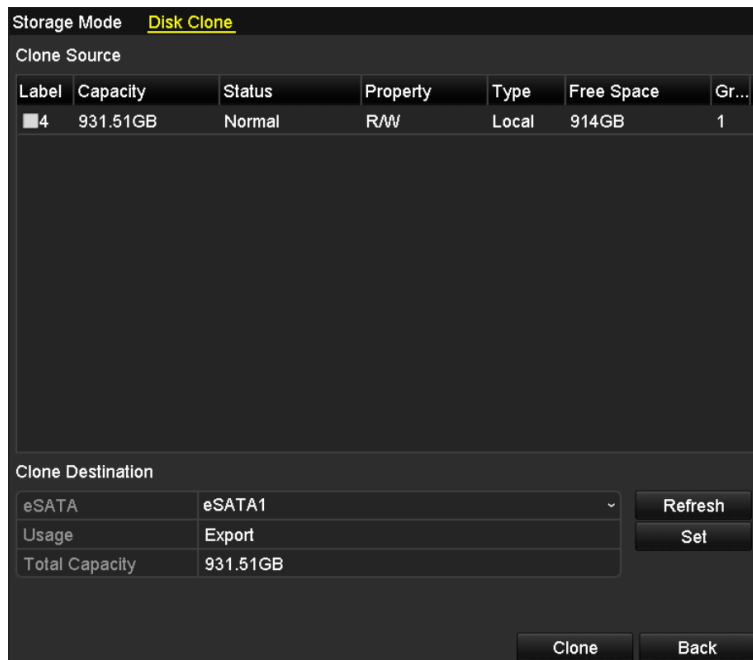 Storage Mode Disk Clone
Clone Source
Label Capacity Status Property Type Free Space Gr...
4 931.51GB Normal R/W Local 914GB 1
Clone Destination
eSATA eSATA1 Refresh
Usage Export Set
Total Capacity 931.51GB
Clone Back